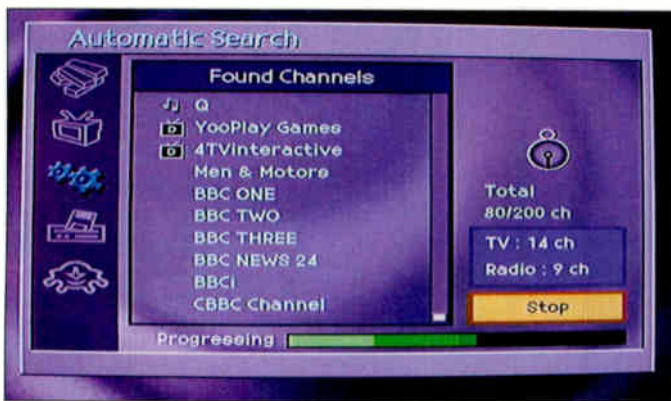 Automatic Search
Found Channels
Q
YooPlay Games
4TVinteractive
Men & Motors
BBC ONE
BBC TWO
BBC THREE
BBC NEWS 24
BBCi
CBBC Channel
Total
80/200 ch
TV : 14 ch
Radio : 9 ch
Stop
Progressing